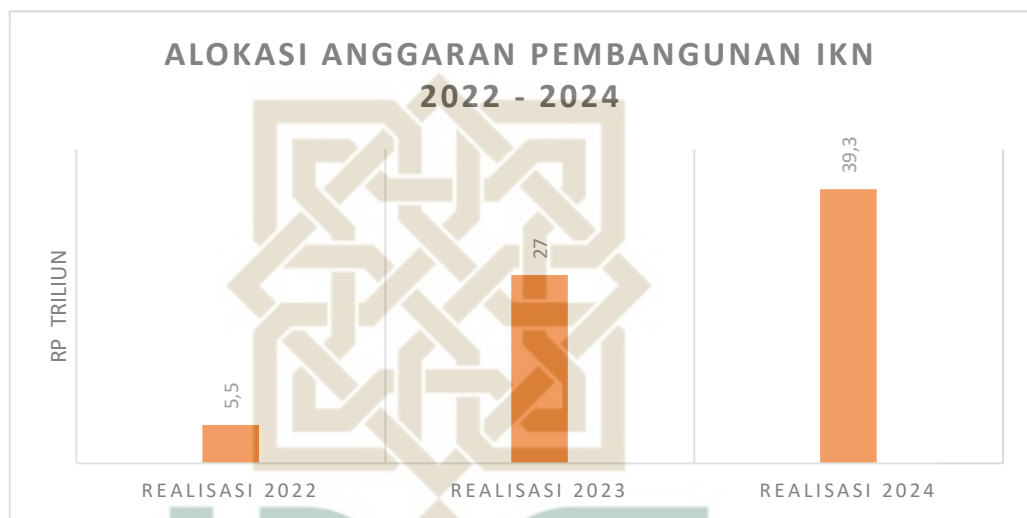 ALOKASI ANGGARAN PEMBANGUNAN IKN
2022 - 2024
RP TRILIUN
5,5
27
39,3
REALISASI 2022
REALISASI 2023
REALISASI 2024